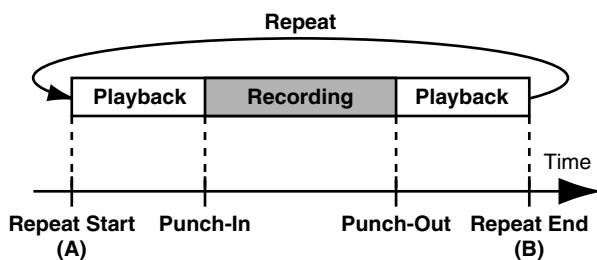 Repeat
Playback Recording Playback
Time
Repeat Start Punch-In Punch-Out Repeat End
(A) (B)